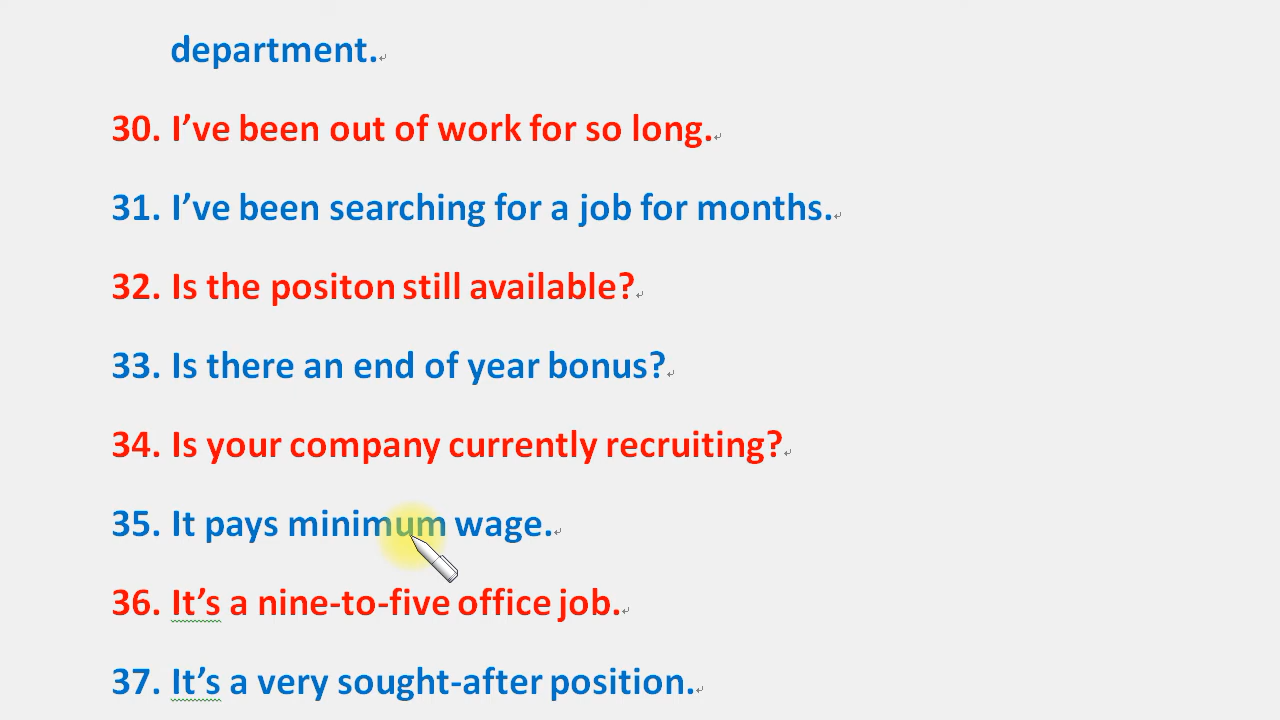 department.
30. I’ve been out of work for so long.
31. I’ve been searching for a job for months.
32. Is the positon still available?
33. Is there an end of year bonus?
34. Is your company currently recruiting?
35. It pays minimum wage.
36. It’s a nine-to-five office job.
37. It’s a very sought-after position.